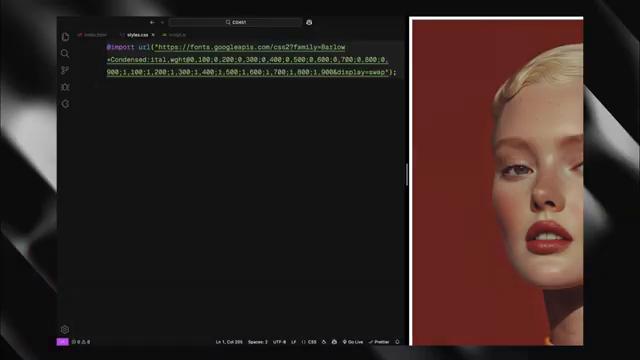 CGMWT
index.html
styles.css
script.js
@import url("https://fonts.googleapis.com/css2?family=Barlow
+Condensed:ital,wght@0,100;0,200;0,300;0,400;0,500;0,600;0,700;0,800;0,
900;1,100;1,200;1,300;1,400;1,500;1,600;1,700;1,800;1,900&display=swap");
0 0
Ln 1, Col 205
Spaces: 2
UTF-8
LF
{} CSS
Go Live
Prettier